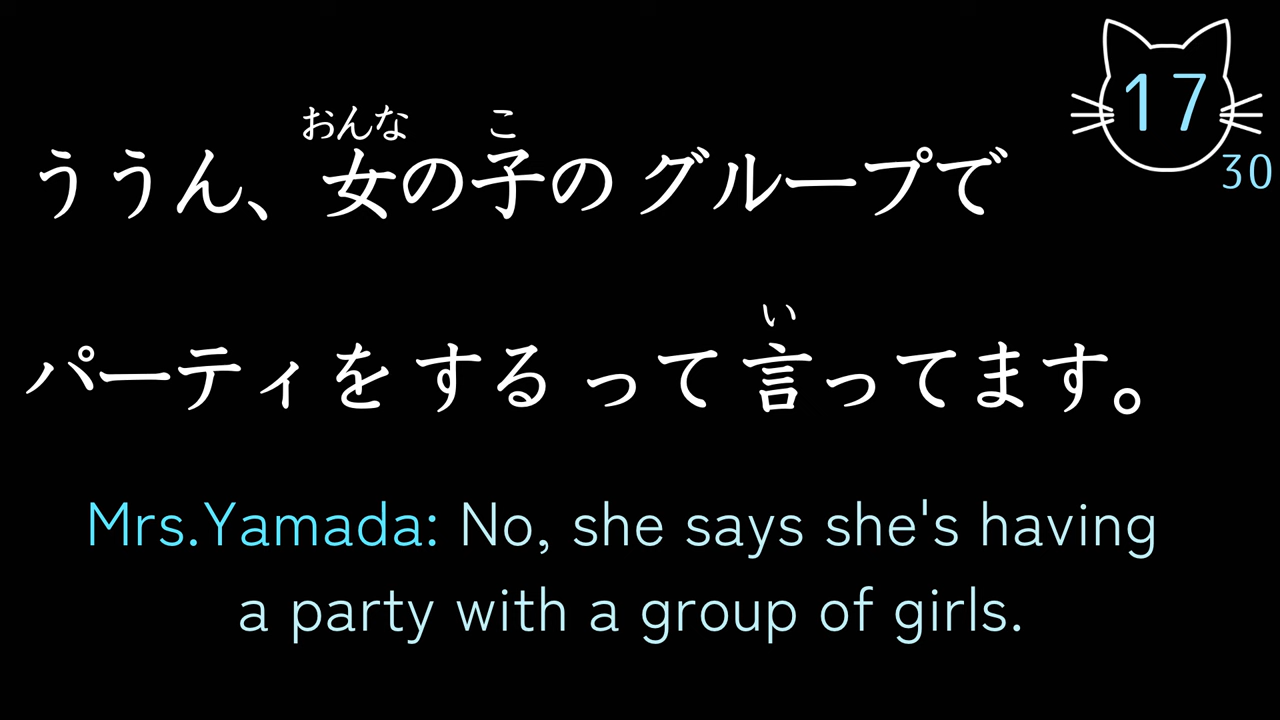 17
30
おんな こ
ううん、女の子のグループで
い
パーティをするって言ってます。
Mrs.Yamada: No, she says she's having
a party with a group of girls.